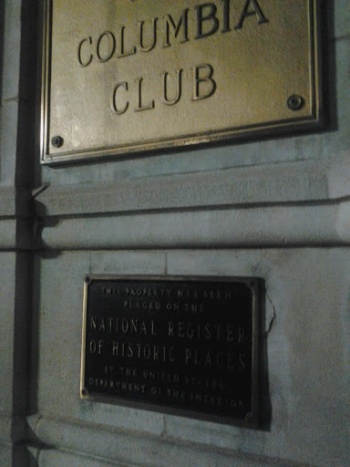 COLUMBIA
CLUB
THIS PROPERTY HAS BEEN
PLACED ON THE
NATIONAL REGISTER
OF HISTORIC PLACES
BY THE UNITED STATES
DEPARTMENT OF THE INTERIOR